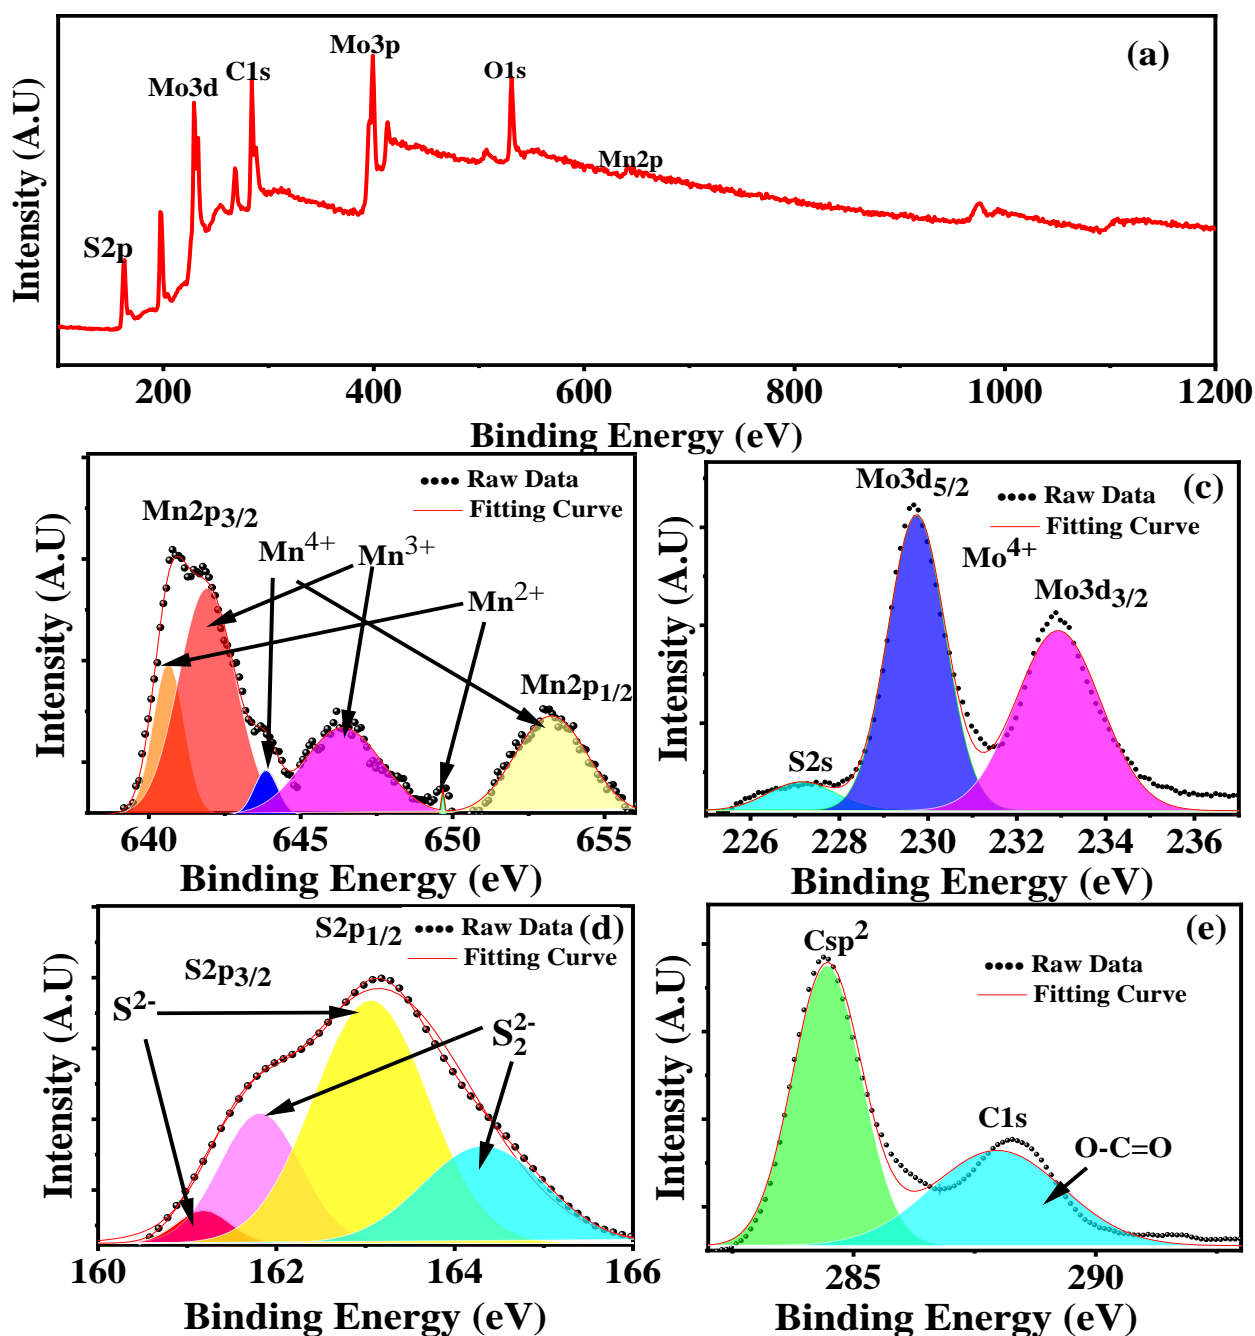 (a)
Mo3p
C1s
Mo3d
O1s
Mn2p
S2p
Intensity (A.U)
200 400 600 800 1000 1200
Binding Energy (eV)
Raw Data
Fitting Curve
Mn2p3/2
Mn4+
Mn3+
Mn2+
Mn2p1/2
Intensity (A.U)
640 645 650 655
Binding Energy (eV)
(c)
Mo3d5/2
Raw Data
Fitting Curve
Mo4+
Mo3d3/2
S2s
Intensity (A.U)
226 228 230 232 234 236
Binding Energy (eV)
(d)
S2p1/2
Raw Data
Fitting Curve
S2p3/2
S2-
S22-
Intensity (A.U)
160 162 164 166
Binding Energy (eV)
(e)
Csp2
Raw Data
Fitting Curve
C1s
O-C=O
Intensity (A.U)
285 290
Binding Energy (eV)